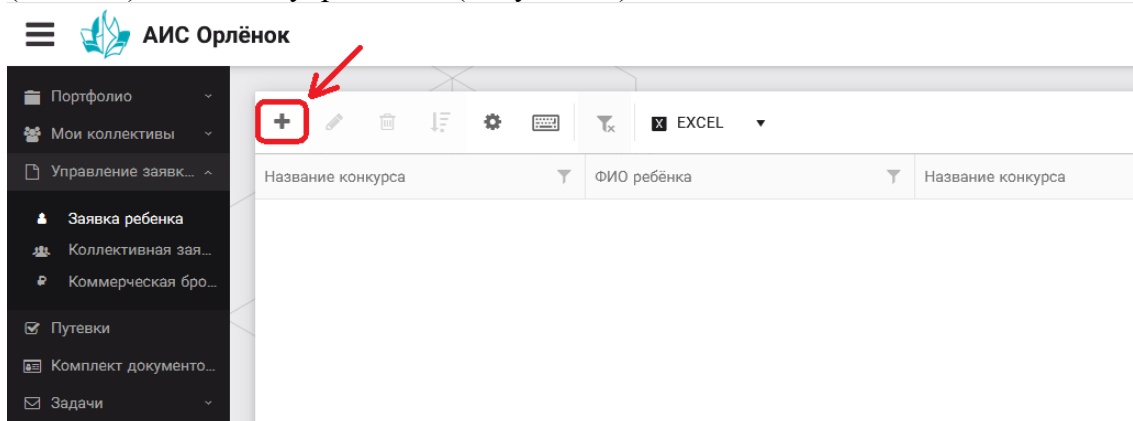 АИС Орлёнок
Портфолио
Мои коллективы
Управление заявк...
Заявка ребенка
Коллективная зая...
Коммерческая бро...
Путевки
Комплект документо...
Задачи
X EXCEL
Название конкурса ФИО ребёнка Название конкурса